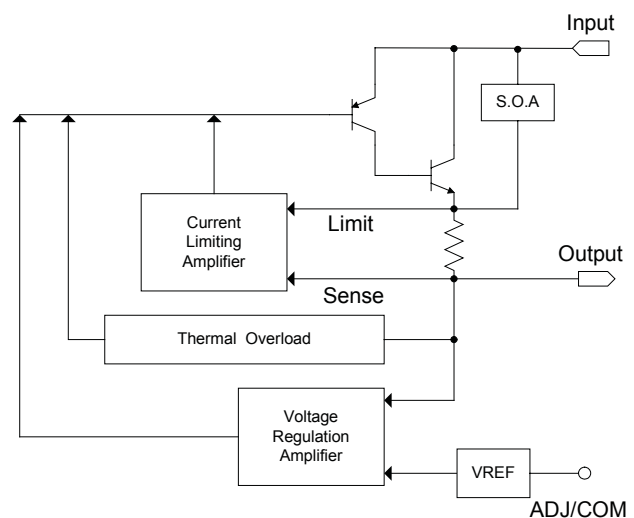 Input
S.O.A
Current
Limiting
Amplifier
Limit
Output
Sense
Thermal Overload
Voltage
Regulation
Amplifier
VREF
ADJ/COM